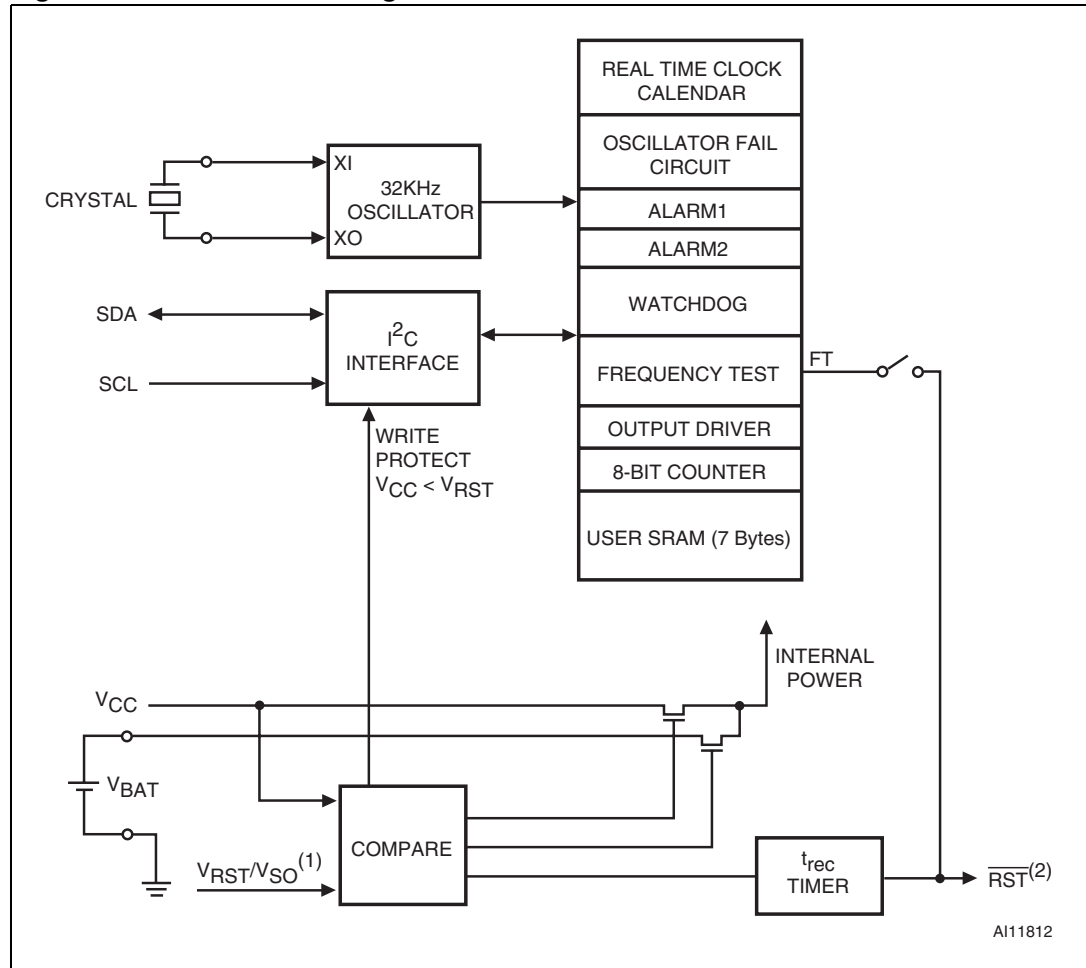 REAL TIME CLOCK
CALENDAR
OSCILLATOR FAIL
CIRCUIT
ALARM1
ALARM2
WATCHDOG
FREQUENCY TEST
OUTPUT DRIVER
8-BIT COUNTER
USER SRAM (7 Bytes)
CRYSTAL
XI
32KHz
OSCILLATOR
XO
SDA
SCL
I2C
INTERFACE
FT
WRITE
PROTECT
VCC < VRST
INTERNAL
POWER
VCC
VBAT
VRST/VSO(1)
COMPARE
trec
TIMER
RST(2)
AI11812